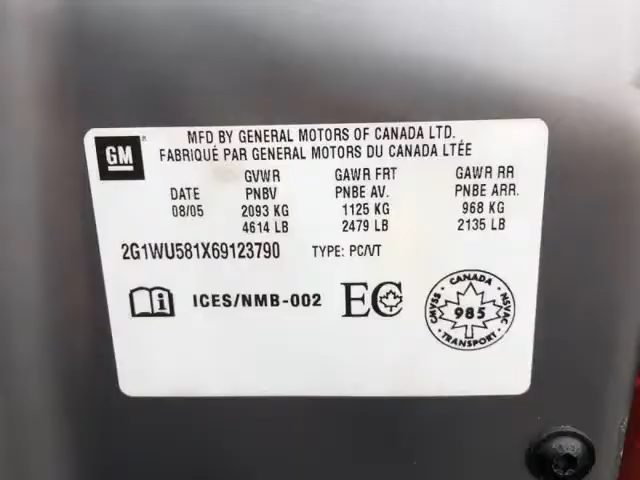 GM
MFD BY GENERAL MOTORS OF CANADA LTD.
FABRIQUÉ PAR GENERAL MOTORS DU CANADA LTÉE
GVWR GAWR FRT GAWR RR
DATE PNBV PNBE AV. PNBE ARR.
08/05 2093 KG 1125 KG 968 KG
4614 LB 2479 LB 2135 LB
2G1WU581X69123790 TYPE: PC/VT
i ICES/NMB-002 EC
CANADA
CMVSS 985 NSVAC
TRANSPORT